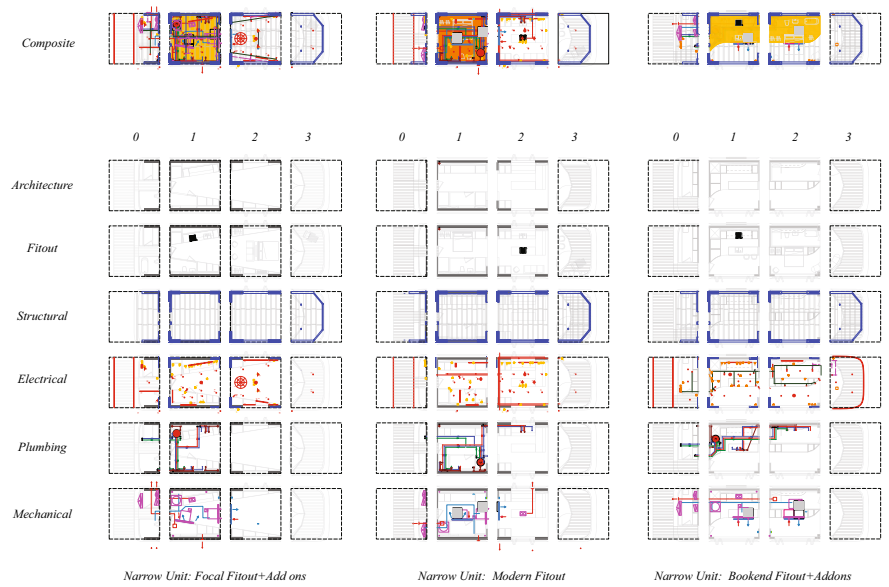 Composite
0 1 2 3 0 1 2 3 0 1 2 3
Architecture
Fitout
Structural
Electrical
Plumbing
Mechanical
Narrow Unit: Focal Fitout+Add ons
Narrow Unit: Modern Fitout
Narrow Unit: Bookend Fitout+Addons